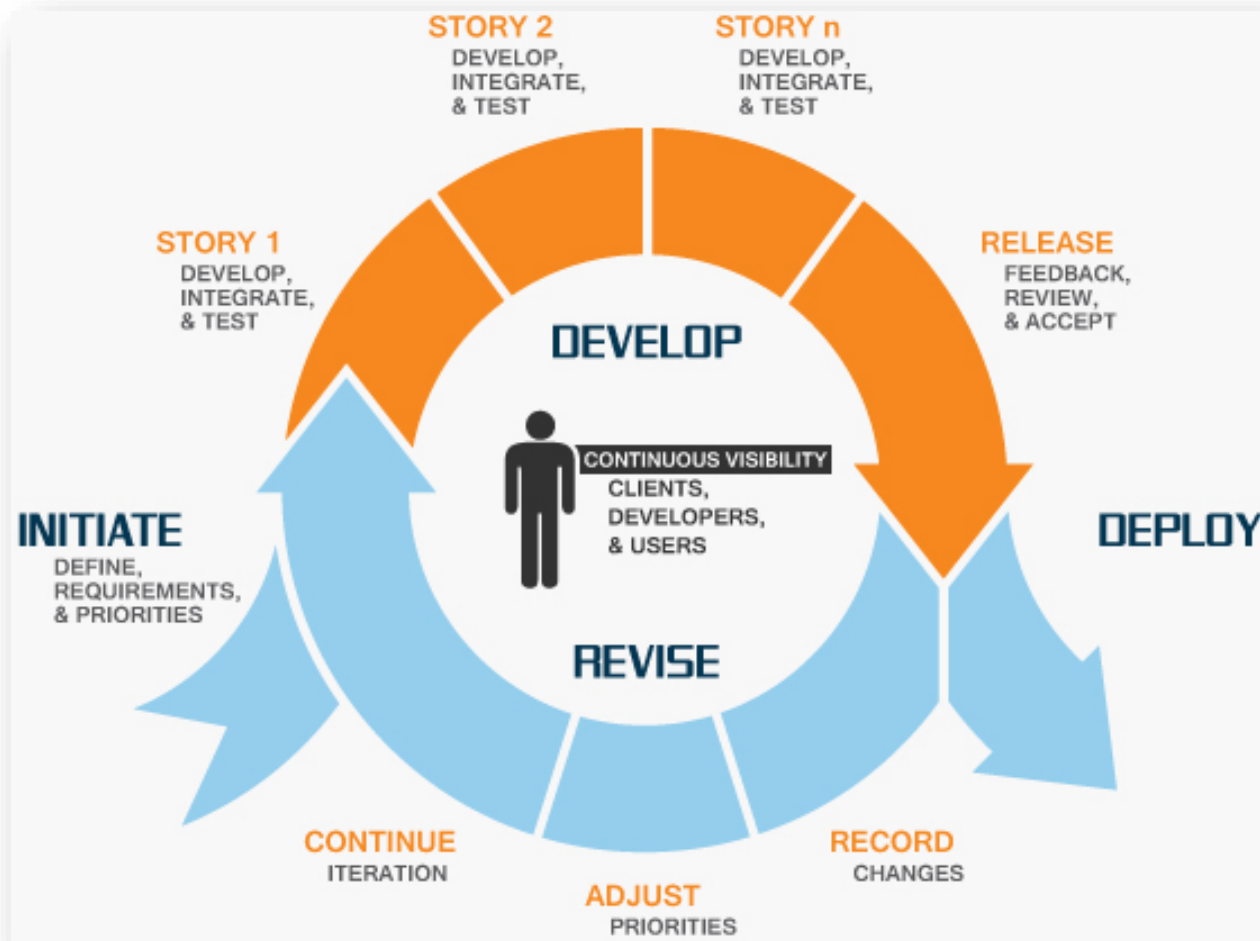 STORY 2
DEVELOP,
INTEGRATE,
& TEST
STORY n
DEVELOP,
INTEGRATE,
& TEST
STORY 1
DEVELOP,
INTEGRATE,
& TEST
RELEASE
FEEDBACK,
REVIEW,
& ACCEPT
DEVELOP
CONTINUOUS VISIBILITY
CLIENTS,
DEVELOPERS,
& USERS
INITIATE
DEFINE,
REQUIREMENTS,
& PRIORITIES
DEPLOY
REVISE
CONTINUE
ITERATION
ADJUST
PRIORITIES
RECORD
CHANGES